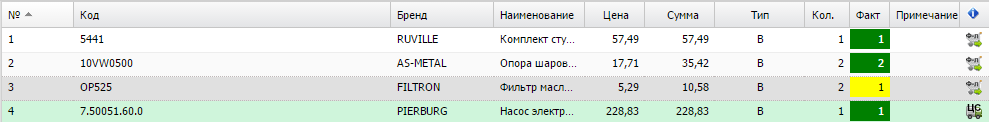 № Код Бренд Наименование Цена Сумма Тип Кол. Факт Примечание
1 5441 RUVILLE Комплект сту... 57,49 57,49 B 1 1
2 10VW0500 AS-METAL Опора шаров... 17,71 35,42 B 2 2
3 OP525 FILTRON Фильтр масл... 5,29 10,58 B 2 1
4 7.50051.60.0 PIERBURG Насос электр... 228,83 228,83 B 1 1 ЦС